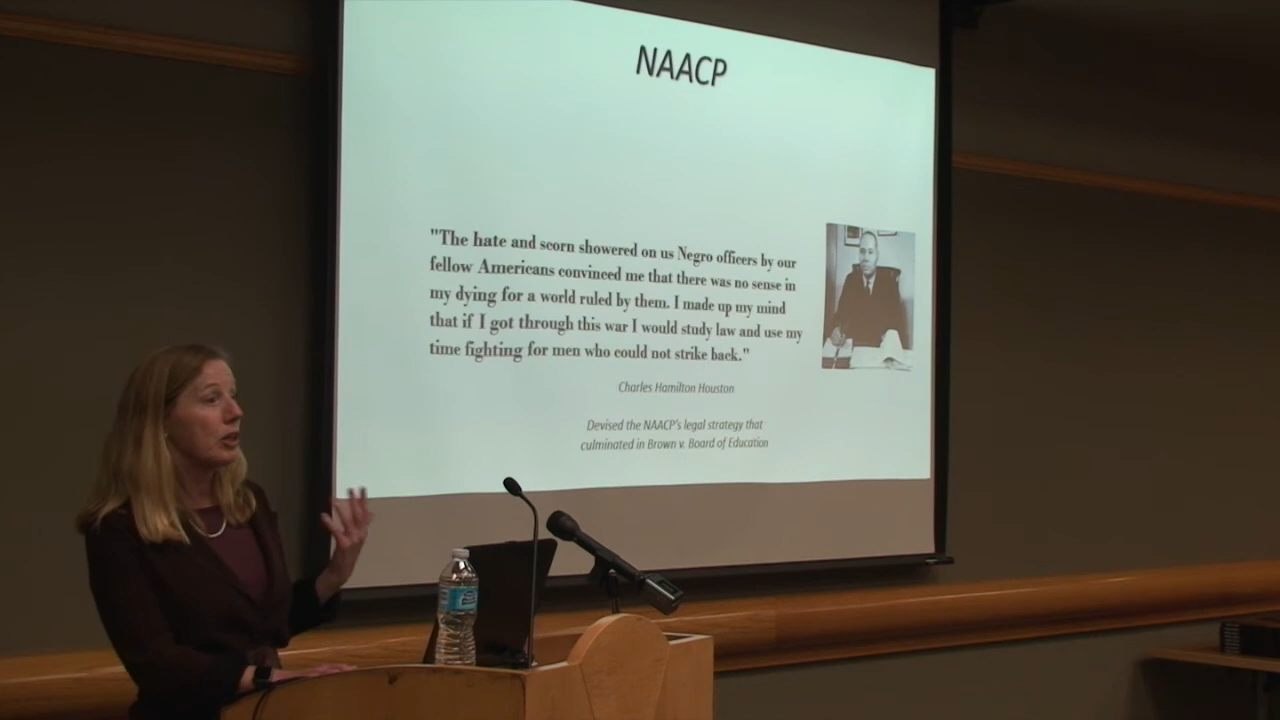 NAACP
"The hate and scorn showered on us Negro officers by our
fellow Americans convinced me that there was no sense in
my dying for a world ruled by them. I made up my mind
that if I got through this war I would study law and use my
time fighting for men who could not strike back."
Charles Hamilton Houston
Devised the NAACP's legal strategy that
culminated in Brown v. Board of Education